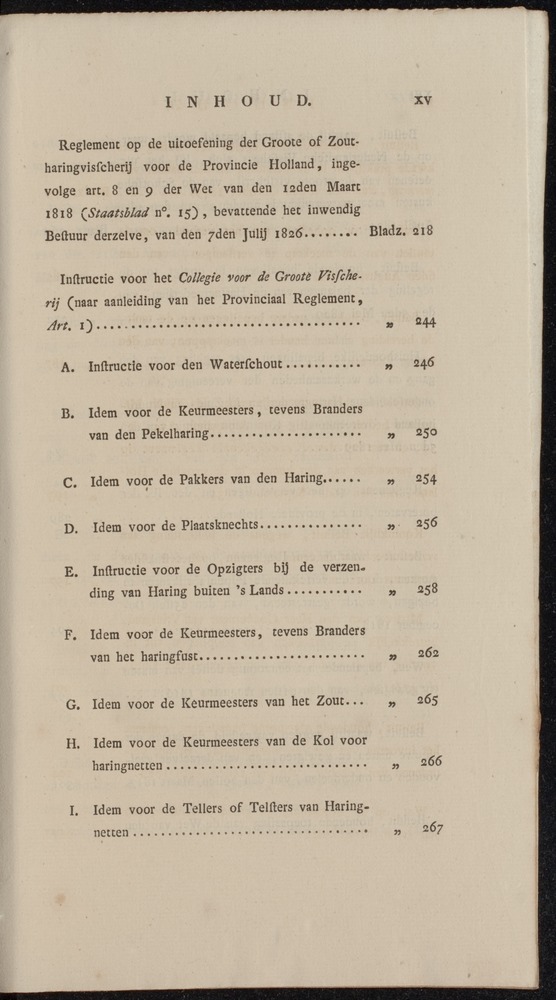 INHOUD. XV
Reglement op de uitoefening der Groote of Zout-
haringvisſcherij voor de Provincie Holland, inge-
volge art. 8 en 9 der Wet van den 12den Maart
1818 (Staatsblad nº. 15), bevattende het inwendig
Beſtuur derzelve, van den 7den Julij 1826........ Bladz. 218
Inſtructie voor het Collegie voor de Groote Viſche-
rij (naar aanleiding van het Provinciaal Reglement,
Art. 1)...................................... „ 244
A. Inſtructie voor den Waterſchout........... „ 246
B. Idem voor de Keurmeesters, tevens Branders
van den Pekelharing...................... „ 250
C. Idem voor de Pakkers van den Haring...... „ 254
D. Idem voor de Plaatsknechts............... „ 256
E. Inſtructie voor de Opzigters bij de verzen-
ding van Haring buiten 's Lands........... „ 258
F. Idem voor de Keurmeesters, tevens Branders
van het haringfust........................ „ 262
G. Idem voor de Keurmeesters van het Zout... „ 265
H. Idem voor de Keurmeesters van de Kol voor
haringnetten............................. „ 266
I. Idem voor de Tellers of Telſters van Haring-
netten.................................. „ 267